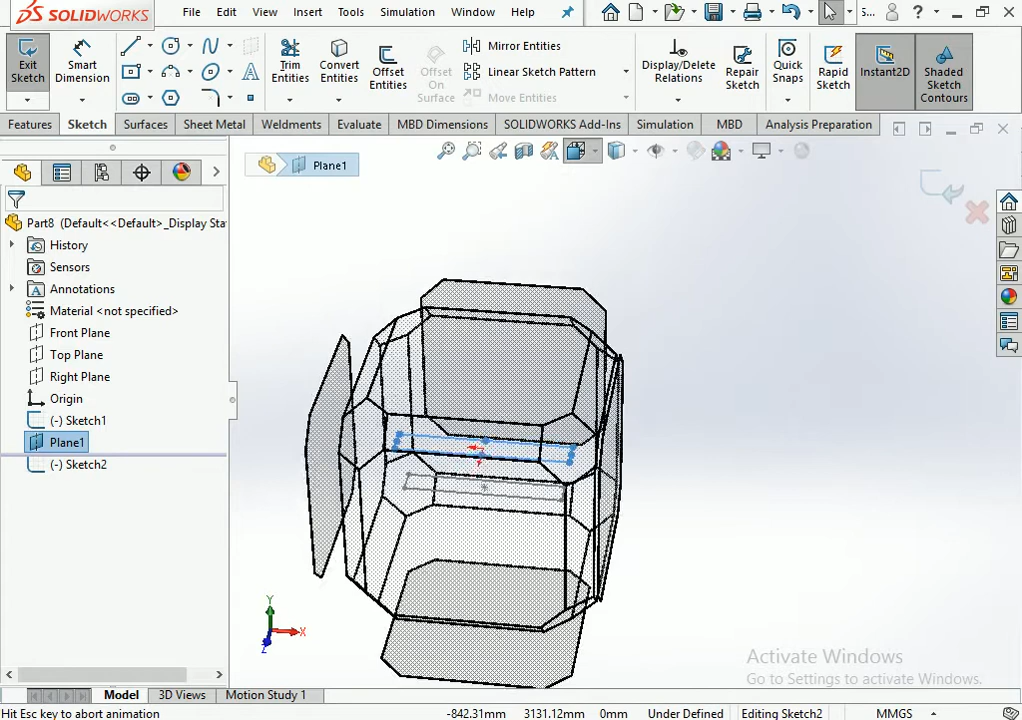 SOLIDWORKS File Edit View Insert Tools Simulation Window Help S... ?
Exit Sketch
Smart Dimension
Trim Entities
Convert Entities
Offset Entities
Offset On Surface
Mirror Entities
Linear Sketch Pattern
Move Entities
Display/Delete Relations
Repair Sketch
Quick Snaps
Rapid Sketch
Instant2D
Shaded Sketch Contours
Features Sketch Surfaces Sheet Metal Weldments Evaluate MBD Dimensions SOLIDWORKS Add-Ins Simulation MBD Analysis Preparation
Plane1
Part8 (Default<<Default>_Display Sta
History
Sensors
Annotations
Material <not specified>
Front Plane
Top Plane
Right Plane
Origin
(-) Sketch1
Plane1
(-) Sketch2
Y
X
Z
Activate Windows
Go to Settings to activate Windows.
Model 3D Views Motion Study 1
Hit Esc key to abort animation -842.31mm 3131.12mm 0mm Under Defined Editing Sketch2 MMGS